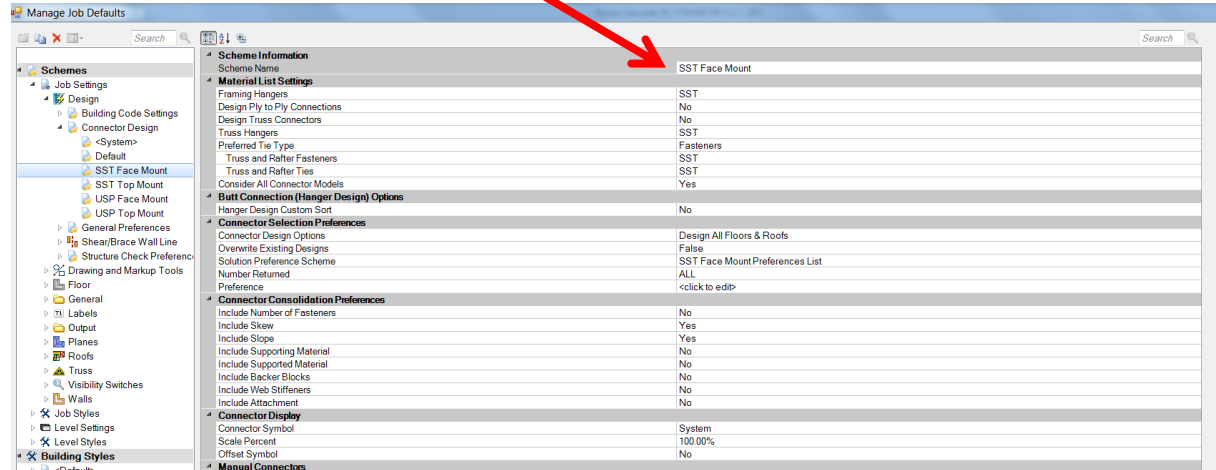 Manage Job Defaults
Search
Search
Schemes
Job Settings
Design
Building Code Settings
Connector Design
<System>
Default
SST Face Mount
SST Top Mount
USP Face Mount
USP Top Mount
General Preferences
Shear/Brace Wall Line
Structure Check Preferenc
Drawing and Markup Tools
Floor
General
Labels
Output
Planes
Roofs
Truss
Visibility Switches
Walls
Job Styles
Level Settings
Level Styles
Building Styles
<Default>
Scheme Information
Scheme Name SST Face Mount
Material List Settings
Framing Hangers SST
Design Ply to Ply Connections No
Design Truss Connectors No
Truss Hangers SST
Preferred Tie Type Fasteners
Truss and Rafter Fasteners SST
Truss and Rafter Ties SST
Consider All Connector Models Yes
Butt Connection (Hanger Design) Options
Hanger Design Custom Sort No
Connector Selection Preferences
Connector Design Options Design All Floors & Roofs
Overwrite Existing Designs False
Solution Preference Scheme SST Face Mount Preferences List
Number Returned ALL
Preference <click to edit>
Connector Consolidation Preferences
Include Number of Fasteners No
Include Skew Yes
Include Slope Yes
Include Supporting Material No
Include Supported Material No
Include Backer Blocks No
Include Web Stiffeners No
Include Attachment No
Connector Display
Connector Symbol System
Scale Percent 100.00%
Offset Symbol No
Manual Connectors